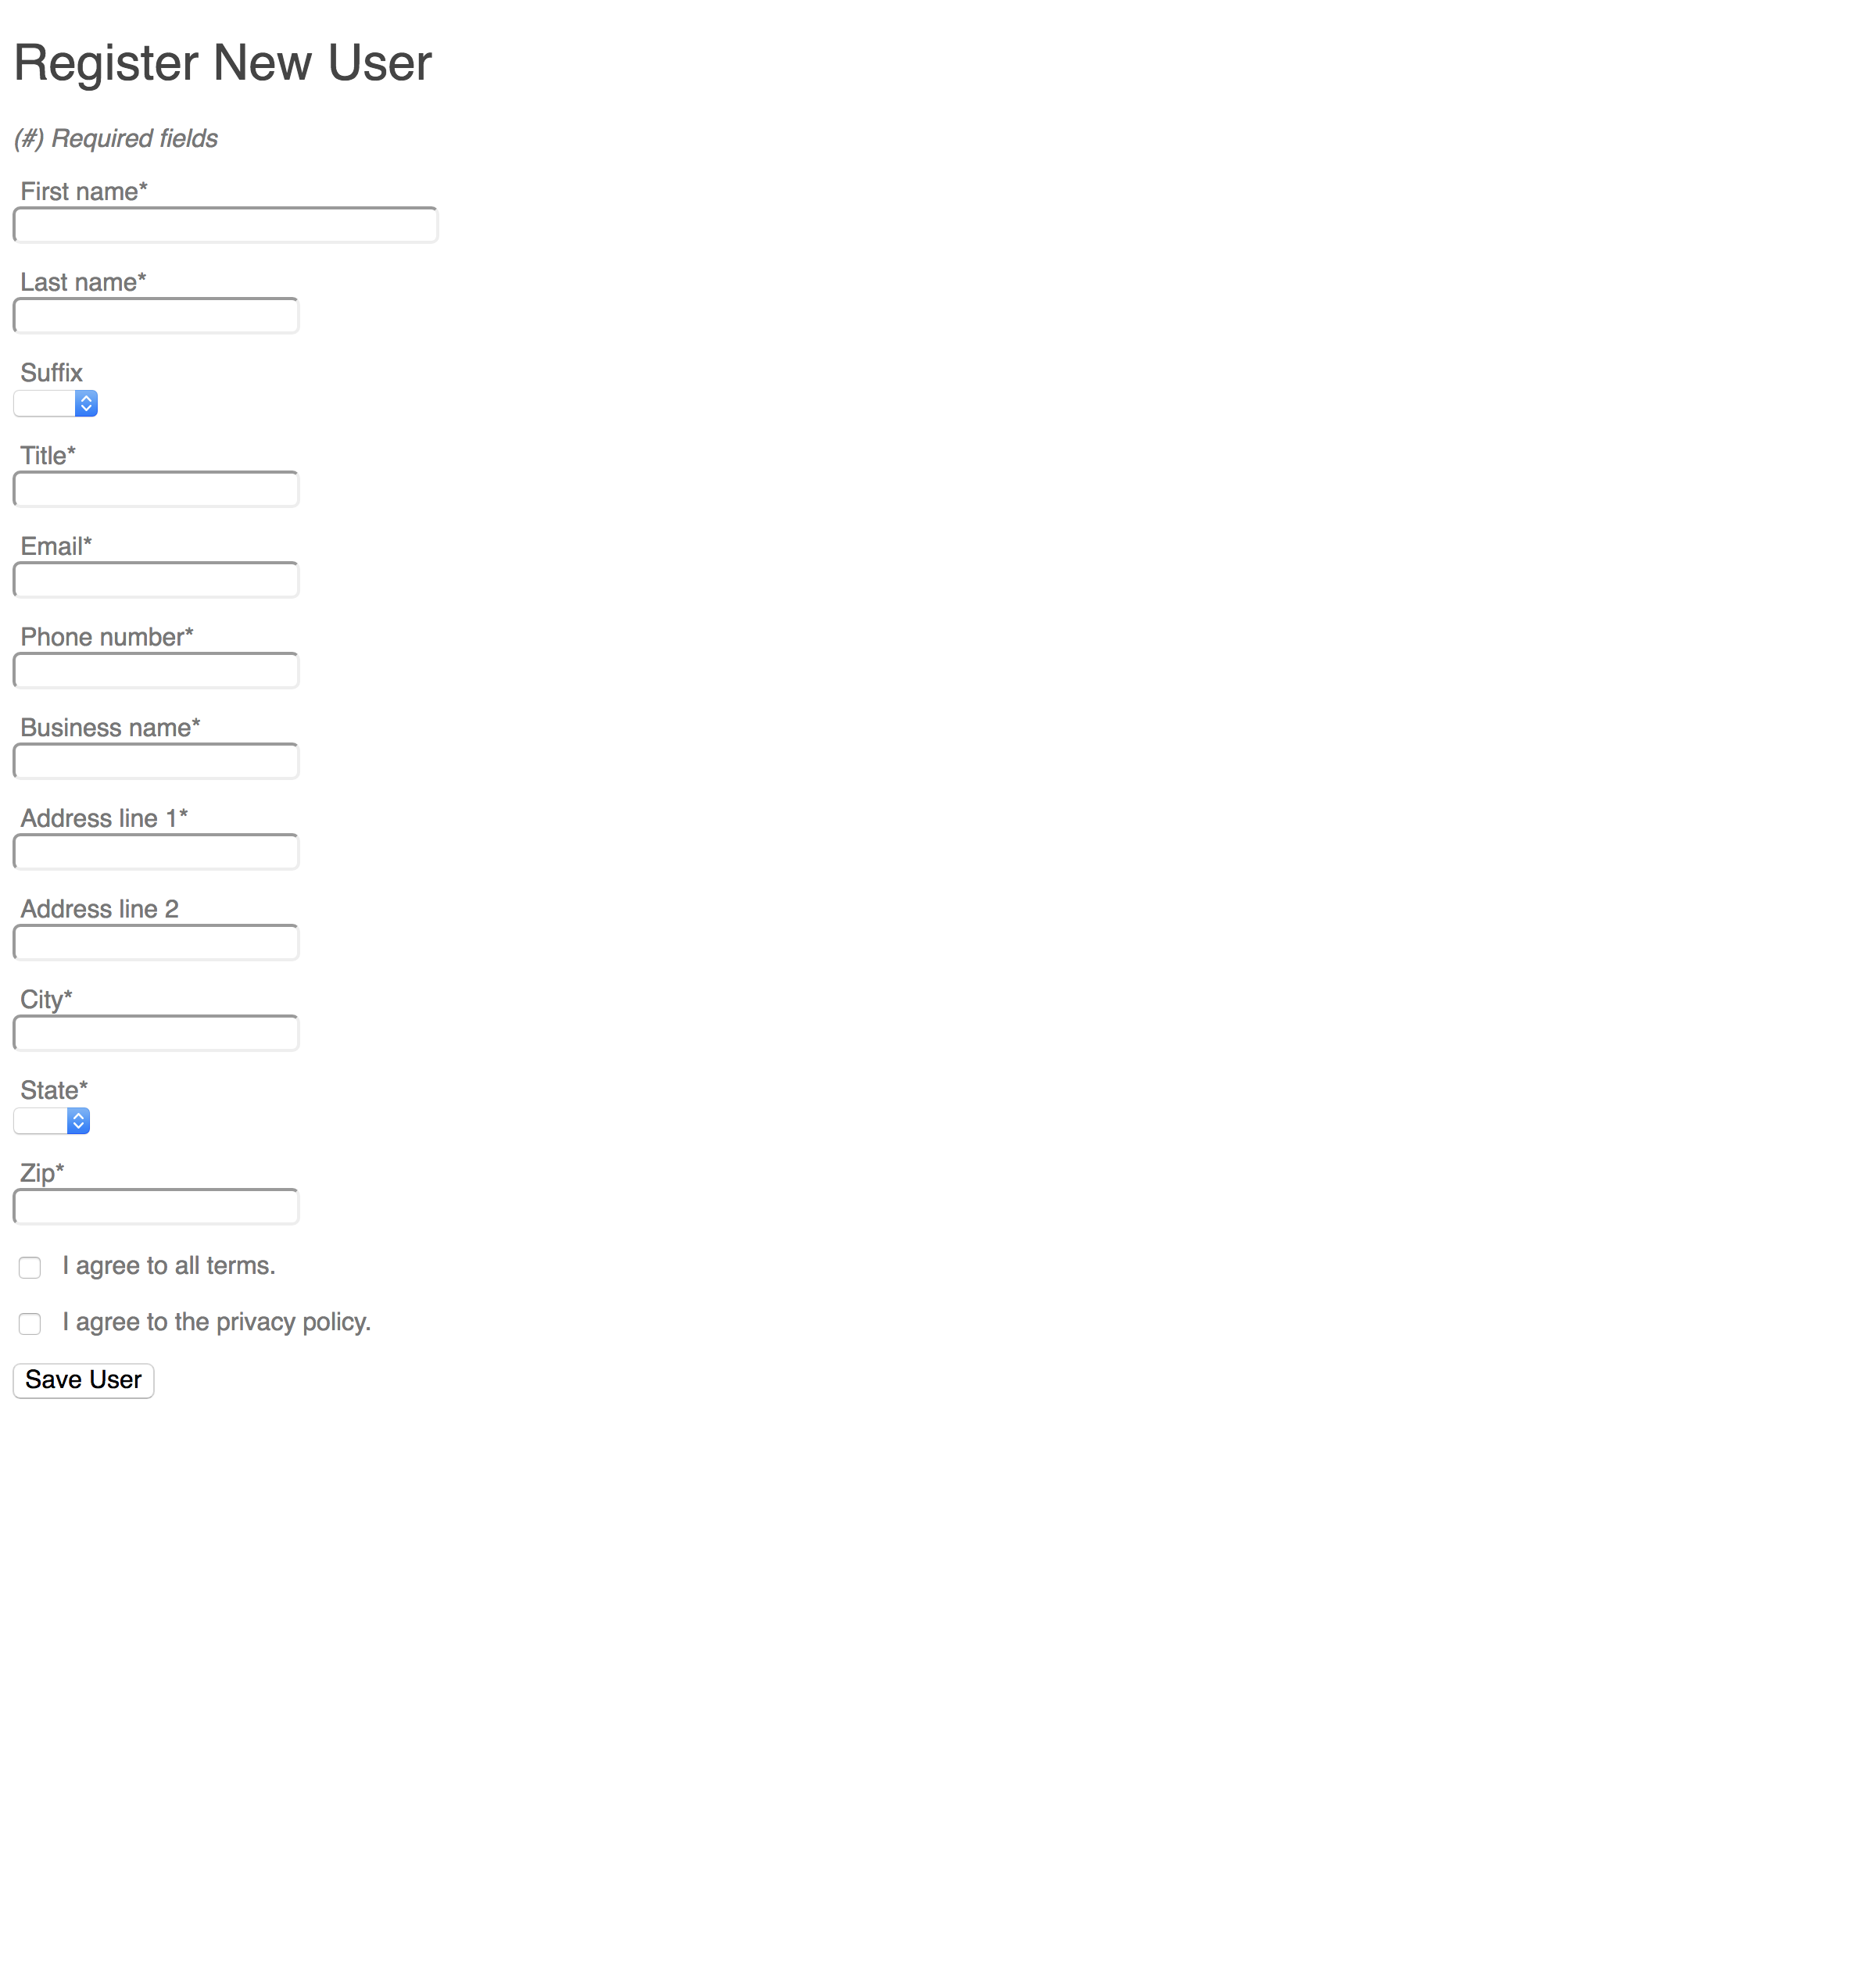 Register New User
(#) Required fields
First name*
Last name*
Suffix
Title*
Email*
Phone number*
Business name*
Address line 1*
Address line 2
City*
State*
Zip*
I agree to all terms.
I agree to the privacy policy.
Save User